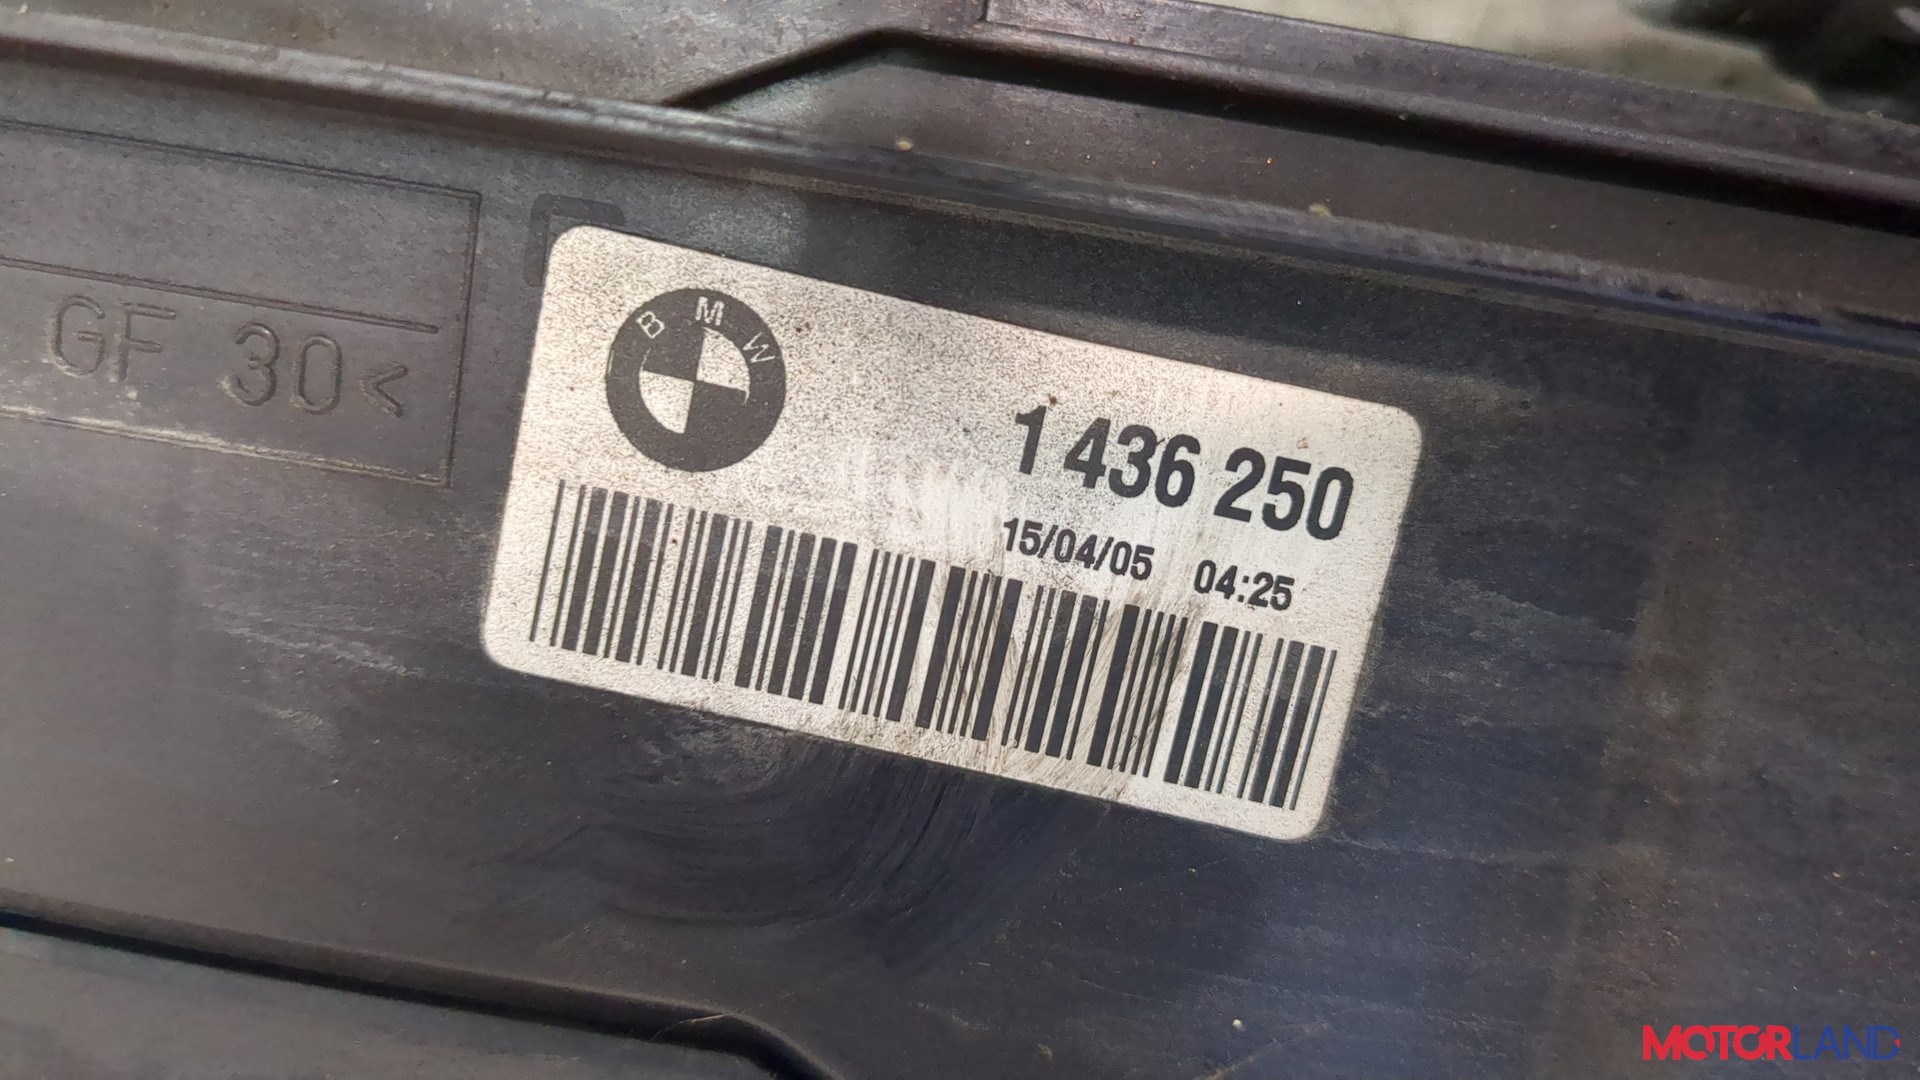 GF 30<
BMW
1 436 250
15/04/05 04:25
MOTORLAND